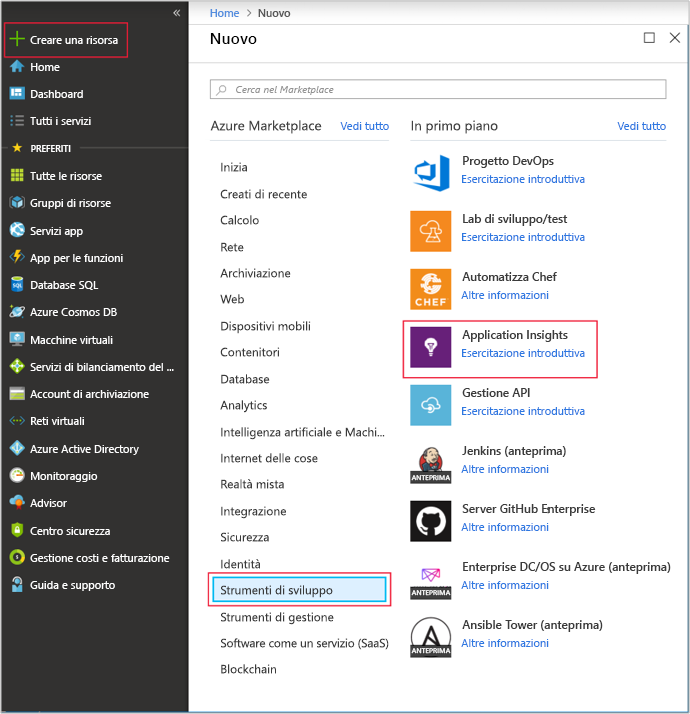 «
Creare una risorsa
Home
Dashboard
Tutti i servizi
PREFERITI
Tutte le risorse
Gruppi di risorse
Servizi app
App per le funzioni
Database SQL
Azure Cosmos DB
Macchine virtuali
Servizi di bilanciamento del ...
Account di archiviazione
Reti virtuali
Azure Active Directory
Monitoraggio
Advisor
Centro sicurezza
Gestione costi e fatturazione
Guida e supporto
Home > Nuovo
Nuovo
Cerca nel Marketplace
Azure Marketplace Vedi tutto
Inizia
Creati di recente
Calcolo
Rete
Archiviazione
Web
Dispositivi mobili
Contenitori
Database
Analytics
Intelligenza artificiale e Machi...
Internet delle cose
Realtà mista
Integrazione
Sicurezza
Identità
Strumenti di sviluppo
Strumenti di gestione
Software come un servizio (SaaS)
Blockchain
In primo piano Vedi tutto
Progetto DevOps
Esercitazione introduttiva
Lab di sviluppo/test
Esercitazione introduttiva
CHEF
Automatizza Chef
Altre informazioni
Application Insights
Esercitazione introduttiva
Gestione API
Esercitazione introduttiva
ANTEPRIMA
Jenkins (anteprima)
Altre informazioni
Server GitHub Enterprise
Altre informazioni
ANTEPRIMA
Enterprise DC/OS su Azure (anteprima)
Altre informazioni
ANTEPRIMA
Ansible Tower (anteprima)
Altre informazioni